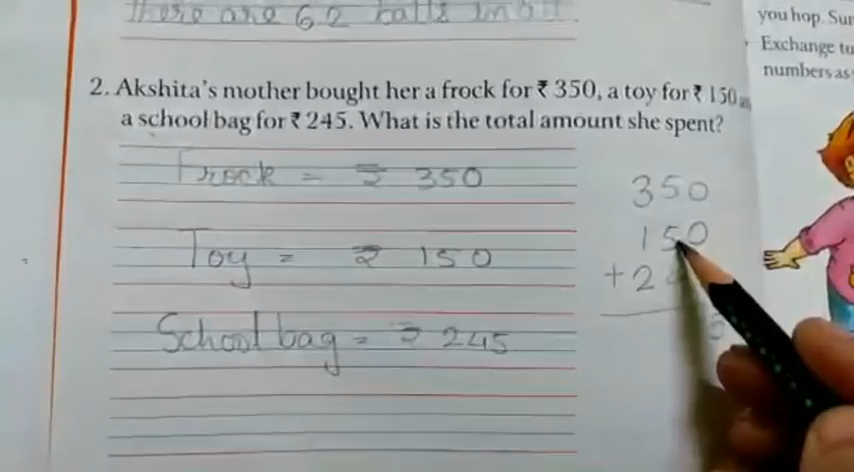 There are 62 balls in
you hop. Sur
Exchange to
numbers as
2. Akshita's mother bought her a frock for ₹ 350, a toy for ₹ 150
a school bag for ₹ 245. What is the total amount she spent?
Frock = ₹ 350
Toy = ₹ 150
School bag = ₹ 245
350
150
+ 2